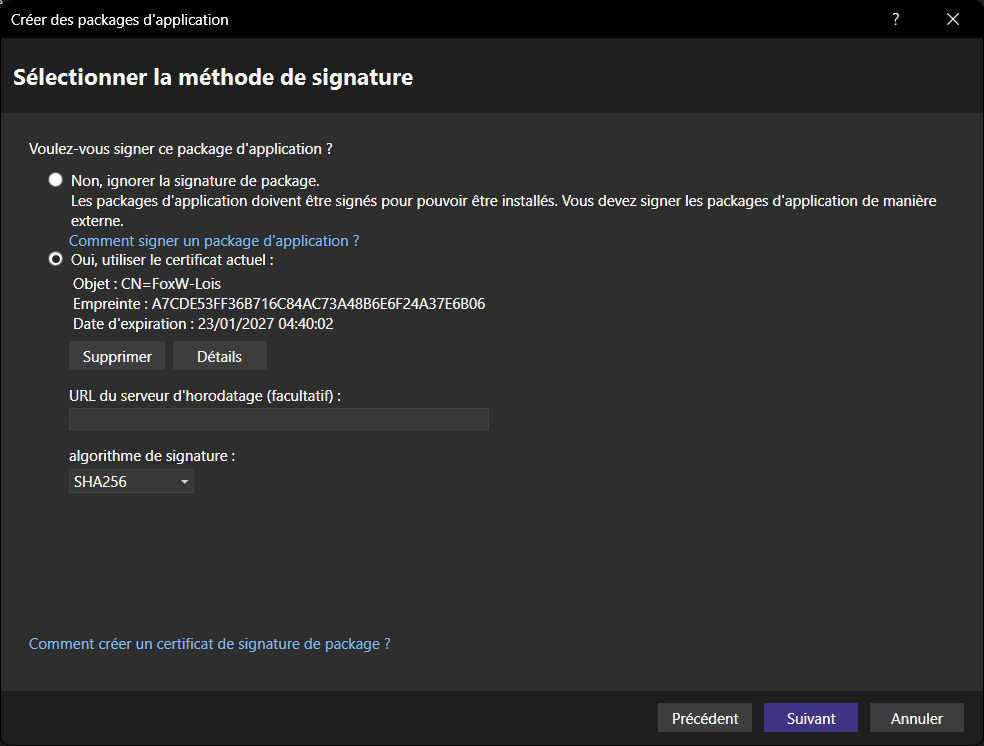 Créer des packages d'application
?
Sélectionner la méthode de signature
Voulez-vous signer ce package d'application ?
Non, ignorer la signature de package.
Les packages d'application doivent être signés pour pouvoir être installés. Vous devez signer les packages d'application de manière
externe.
Comment signer un package d'application ?
Oui, utiliser le certificat actuel :
Objet : CN=FoxW-Lois
Empreinte : A7CDE53FF36B716C84AC73A48B6E6F24A37E6B06
Date d'expiration : 23/01/2027 04:40:02
Supprimer
Détails
URL du serveur d'horodatage (facultatif) :
algorithme de signature :
SHA256
Comment créer un certificat de signature de package ?
Précédent
Suivant
Annuler